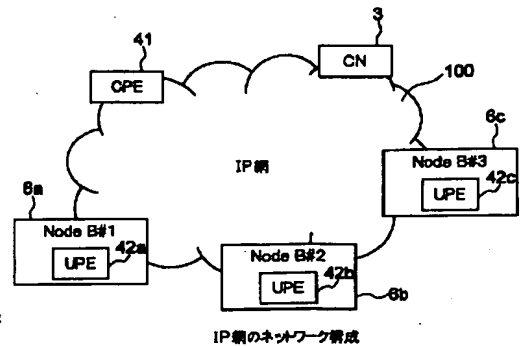 41
CPE
3
CN
100
6c
Node B#3
42c
UPE
IP網
6a
Node B#1
42a
UPE
Node B#2
42b
UPE
6b
IP網のネットワーク構成